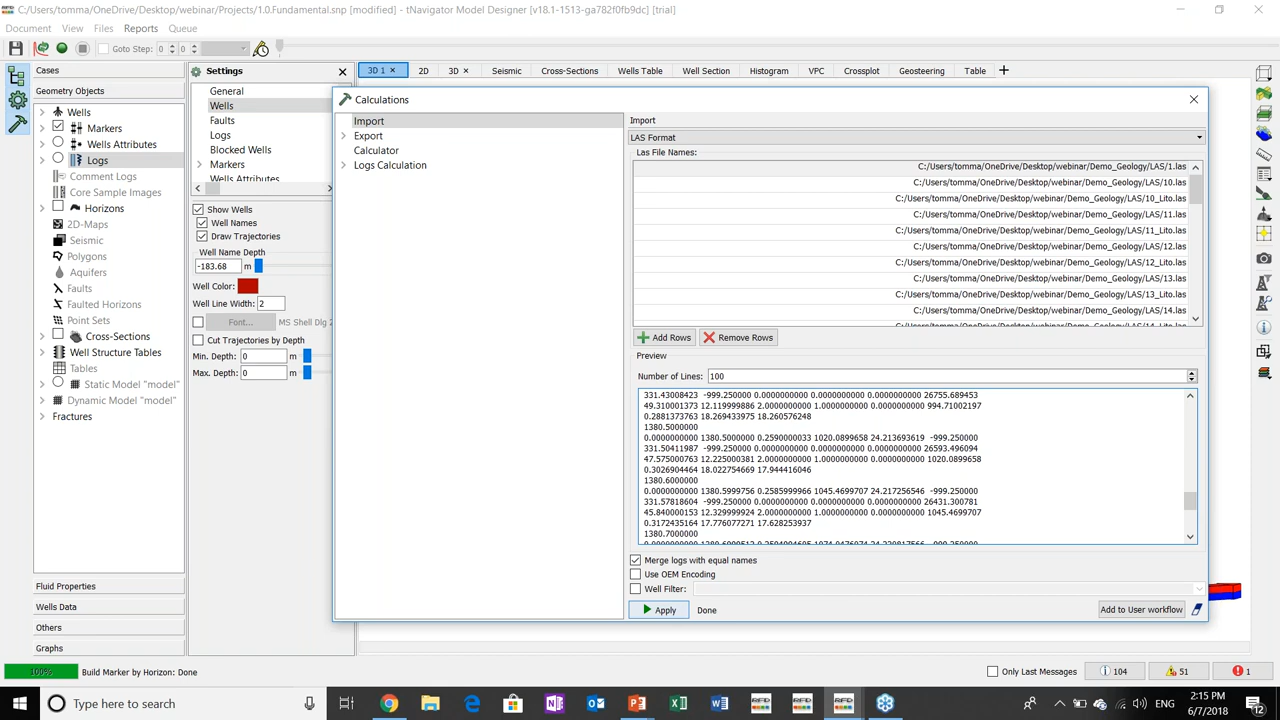 C:/Users/tomma/OneDrive/Desktop/webinar/Projects/1.0.Fundamental.snp [modified] - tNavigator Model Designer [v18.1-1513-ga782f0fb9dc] [trial]
Document Views Files Reports Queue
Goto Step: 0 0
Cases
Geometry Objects
Wells
Markers
Wells Attributes
Logs
Comment Logs
Core Sample Images
Horizons
2D-Maps
Seismic
Polygons
Aquifers
Faults
Faulted Horizons
Point Sets
Cross-Sections
Well Structure Tables
Tables
Static Model "model"
Dynamic Model "model"
Fractures
Fluid Properties
Wells Data
Others
Graphs
Settings
General
Wells
Faults
Logs
Blocked Wells
Markers
Wells Attributes
Show Wells
Well Names
Draw Trajectories
Well Name Depth
-183.68 m
Well Color:
Well Line Width: 2
Font... MS Shell Dlg 2
Cut Trajectories by Depth
Min. Depth: 0 m
Max. Depth: 0 m
3D 1 2D 3D Seismic Cross-Sections Wells Table Well Section Histogram VPC Crossplot Geosteering Table
Calculations
Import
Export
Calculator
Logs Calculation
Import
LAS Format
Las File Names:
C:/Users/tomma/OneDrive/Desktop/webinar/Demo_Geology/LAS/1.las
C:/Users/tomma/OneDrive/Desktop/webinar/Demo_Geology/LAS/10.las
C:/Users/tomma/OneDrive/Desktop/webinar/Demo_Geology/LAS/10_Lito.las
C:/Users/tomma/OneDrive/Desktop/webinar/Demo_Geology/LAS/11.las
C:/Users/tomma/OneDrive/Desktop/webinar/Demo_Geology/LAS/11_Lito.las
C:/Users/tomma/OneDrive/Desktop/webinar/Demo_Geology/LAS/12.las
C:/Users/tomma/OneDrive/Desktop/webinar/Demo_Geology/LAS/12_Lito.las
C:/Users/tomma/OneDrive/Desktop/webinar/Demo_Geology/LAS/13.las
C:/Users/tomma/OneDrive/Desktop/webinar/Demo_Geology/LAS/13_Lito.las
C:/Users/tomma/OneDrive/Desktop/webinar/Demo_Geology/LAS/14.las
Add Rows Remove Rows
Preview
Number of Lines: 100
331.43008423 -999.250000 0.0000000000 0.0000000000 26755.689453
49.310001373 12.119999886 2.0000000000 1.0000000000 0.0000000000 994.71002197
0.2881373763 18.269433975 18.260576248
1380.5000000
0.0000000000 1380.5000000 0.2590000033 1020.0899658 24.213693619 -999.250000
331.50411987 -999.250000 0.0000000000 0.0000000000 26593.496094
47.575000763 12.225000381 2.0000000000 1.0000000000 0.0000000000 1020.0899658
0.3026904464 18.022754669 17.944416046
1380.6000000
0.0000000000 1380.5999756 0.2585999966 1045.4699707 24.217256546 -999.250000
331.57818604 -999.250000 0.0000000000 0.0000000000 26431.300781
45.840000153 12.329999924 2.0000000000 1.0000000000 0.0000000000 1045.4699707
0.3172435164 17.776077271 17.628253937
1380.7000000
Merge logs with equal names
Use OEM Encoding
Well Filter:
Apply Done Add to User workflow
100% Build Marker by Horizon: Done
Only Last Messages 104 51 1
Type here to search
ENG
2:15 PM
6/7/2018
12